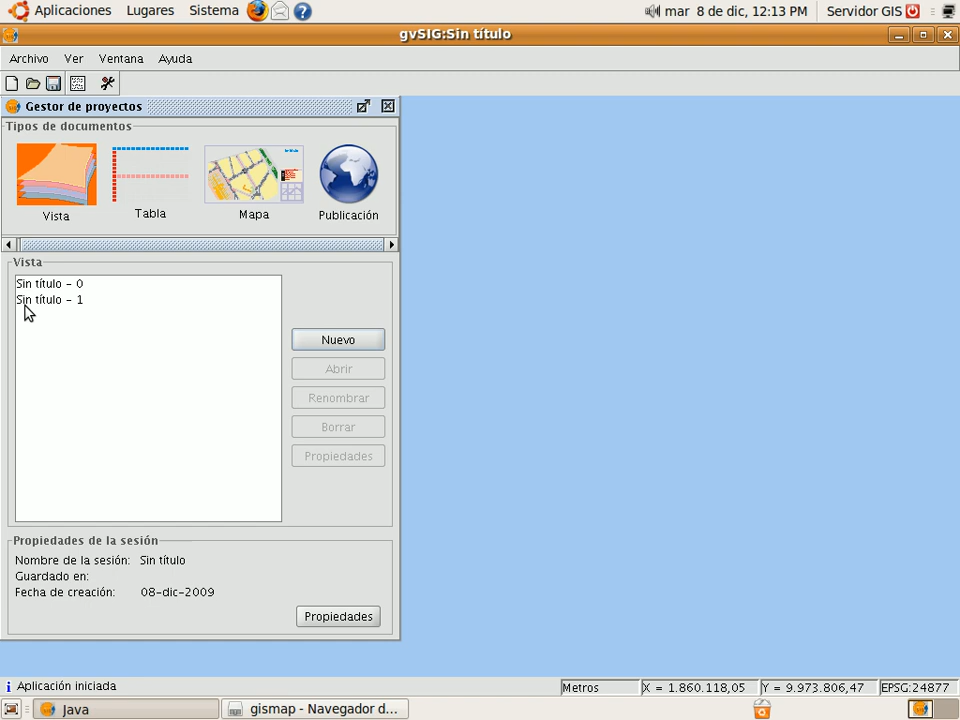 Aplicaciones Lugares Sistema mar 8 de dic, 12:13 PM Servidor GIS
gvSIG:Sin título
Archivo Ver Ventana Ayuda
Gestor de proyectos
Tipos de documentos
Vista Tabla Mapa Publicación
Vista
Sin título - 0
Sin título - 1
Nuevo
Abrir
Renombrar
Borrar
Propiedades
Propiedades de la sesión
Nombre de la sesión: Sin título
Guardado en:
Fecha de creación: 08-dic-2009
Propiedades
Aplicación iniciada Metros X = 1.860.118,05 Y = 9.973.806,47 EPSG:24877
Java gismap - Navegador d...